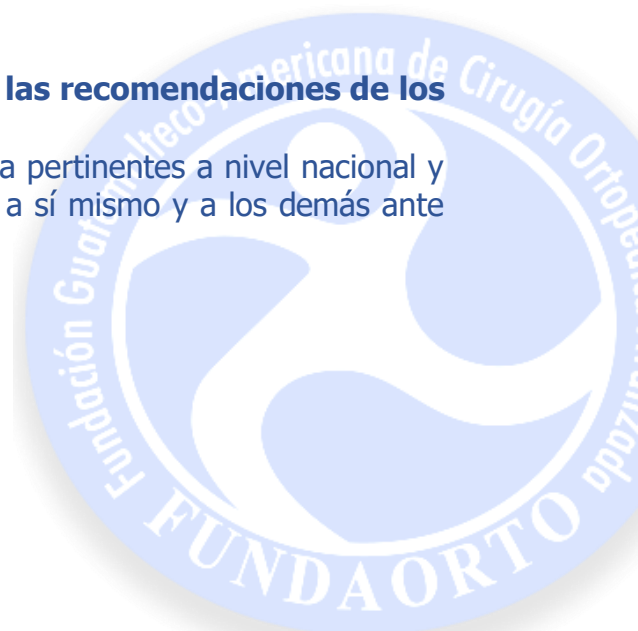 las recomendaciones de los
a pertinentes a nivel nacional y
a sí mismo y a los demás ante
Fundación Guatemalteco-Americana de Cirugía Ortopédica Avanzada
FUNDAORTO